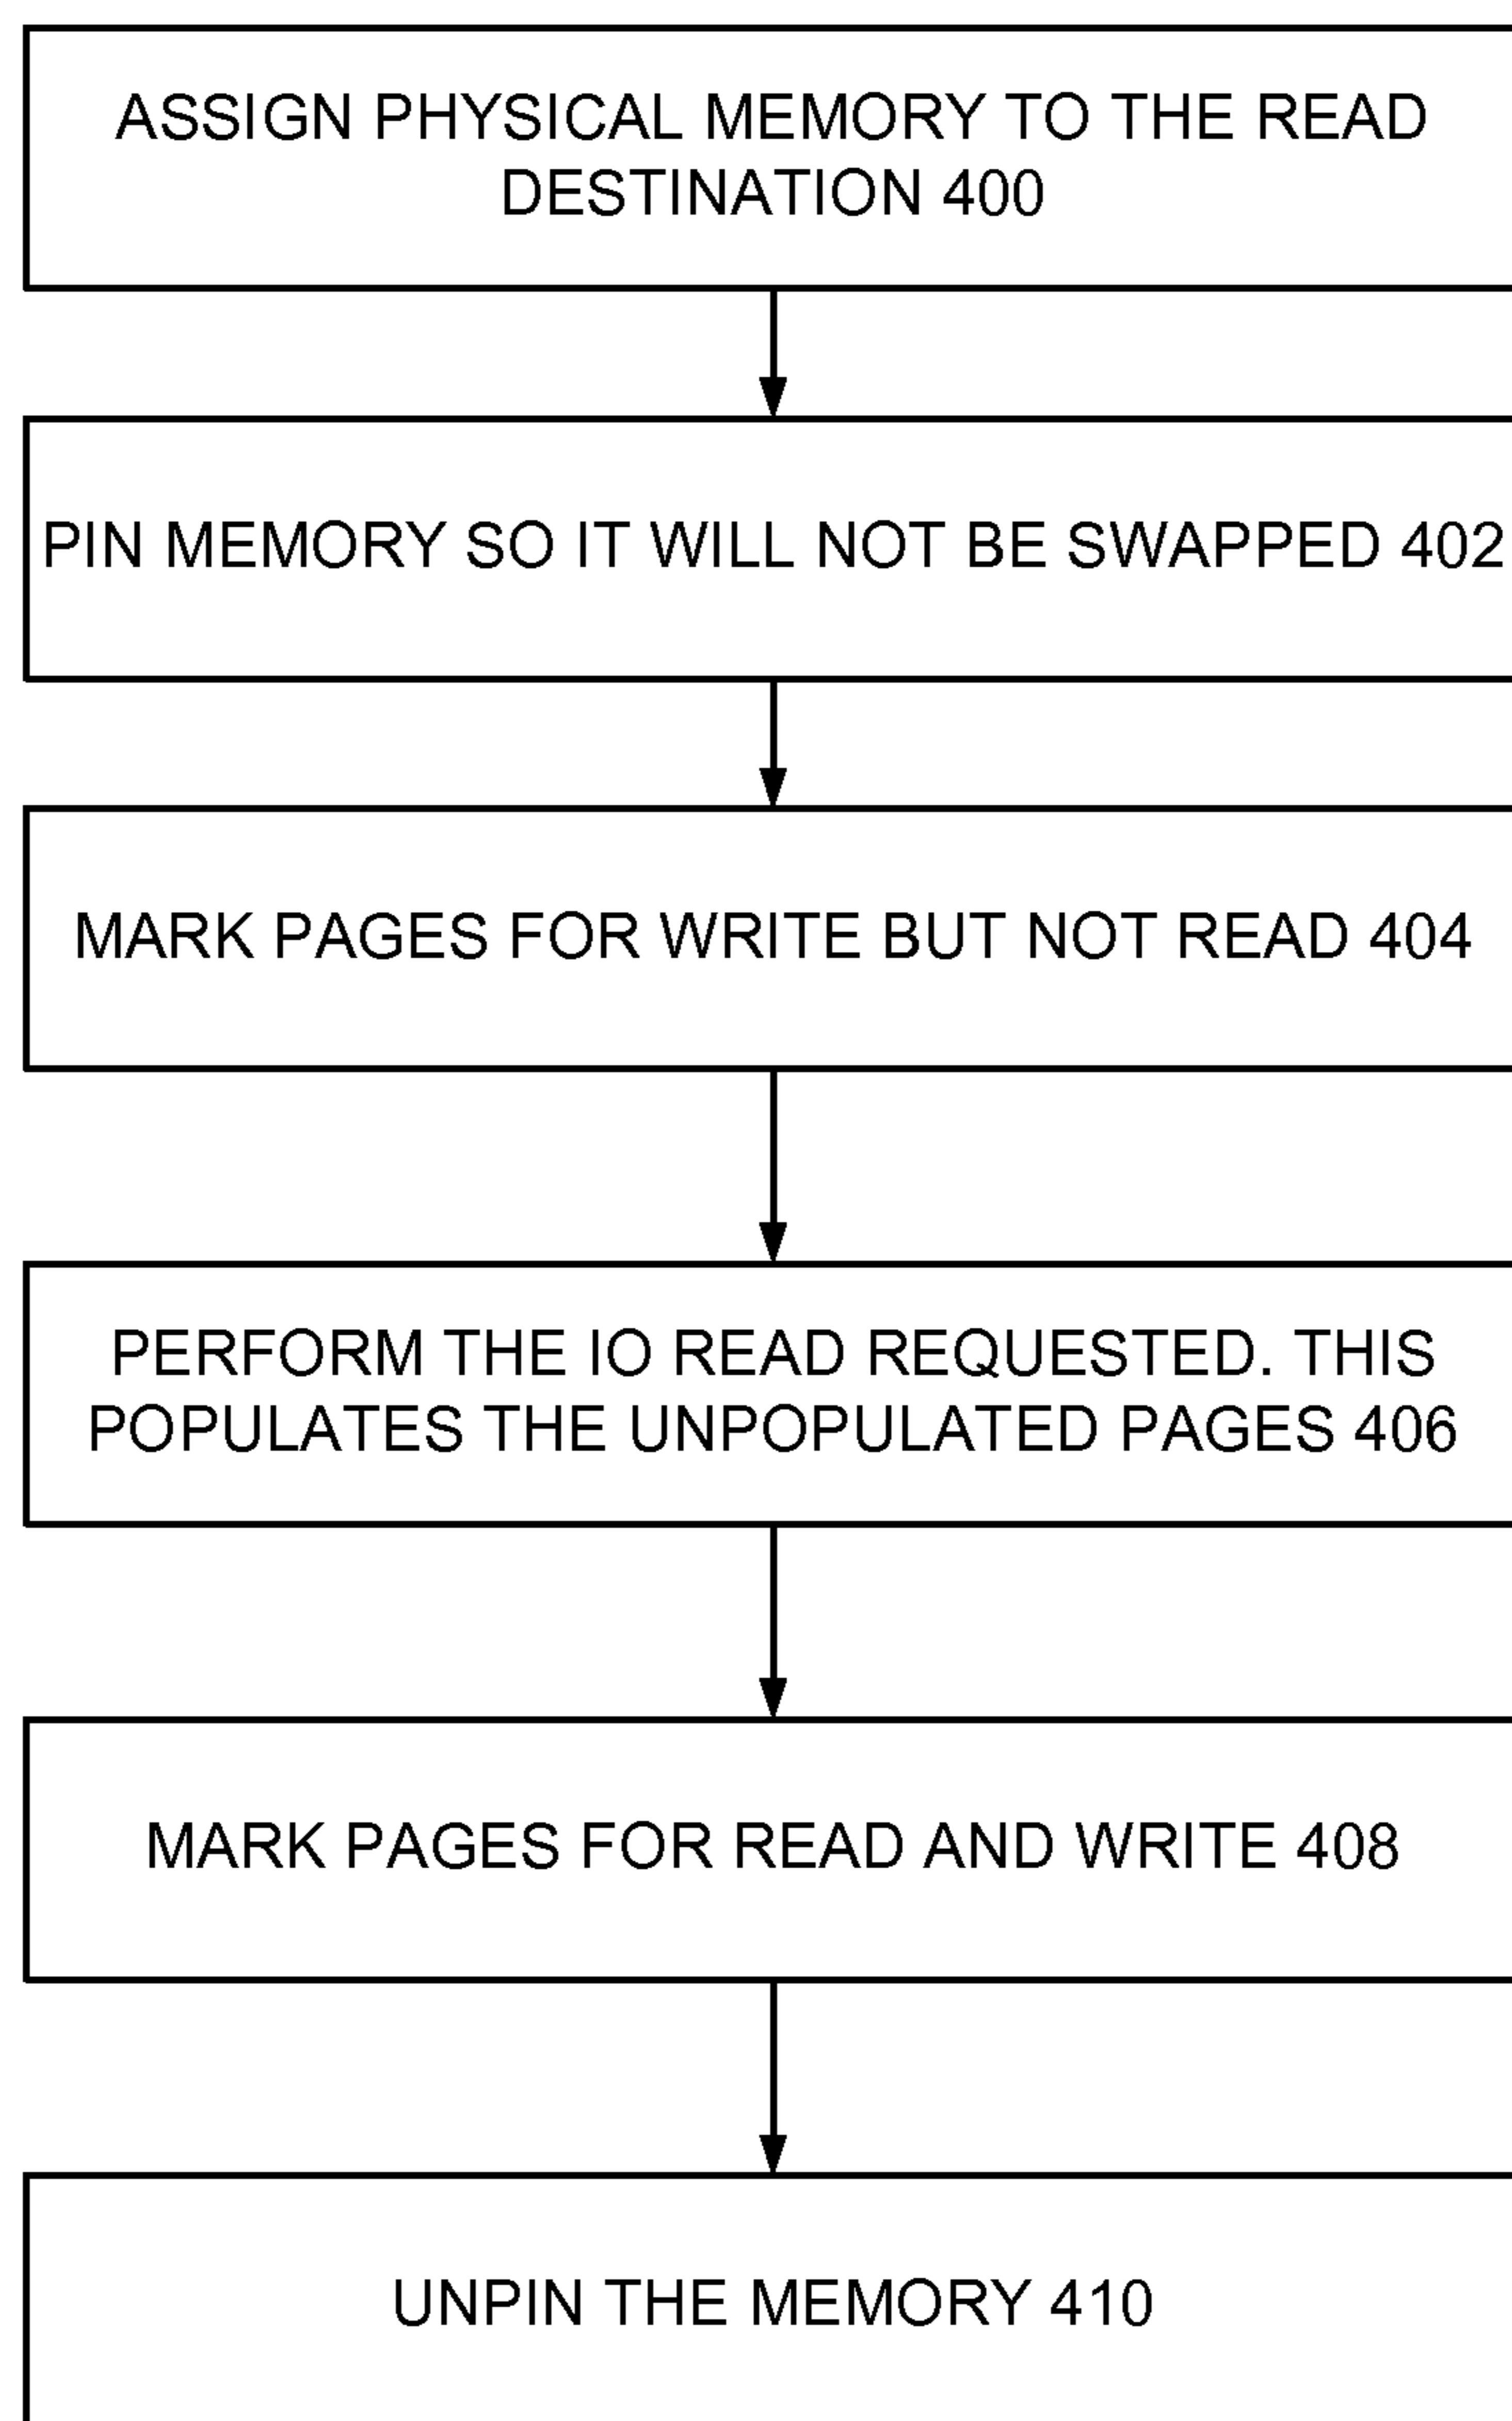 ASSIGN PHYSICAL MEMORY TO THE READ
DESTINATION 400
PIN MEMORY SO IT WILL NOT BE SWAPPED 402
MARK PAGES FOR WRITE BUT NOT READ 404
PERFORM THE IO READ REQUESTED. THIS
POPULATES THE UNPOPULATED PAGES 406
MARK PAGES FOR READ AND WRITE 408
UNPIN THE MEMORY 410